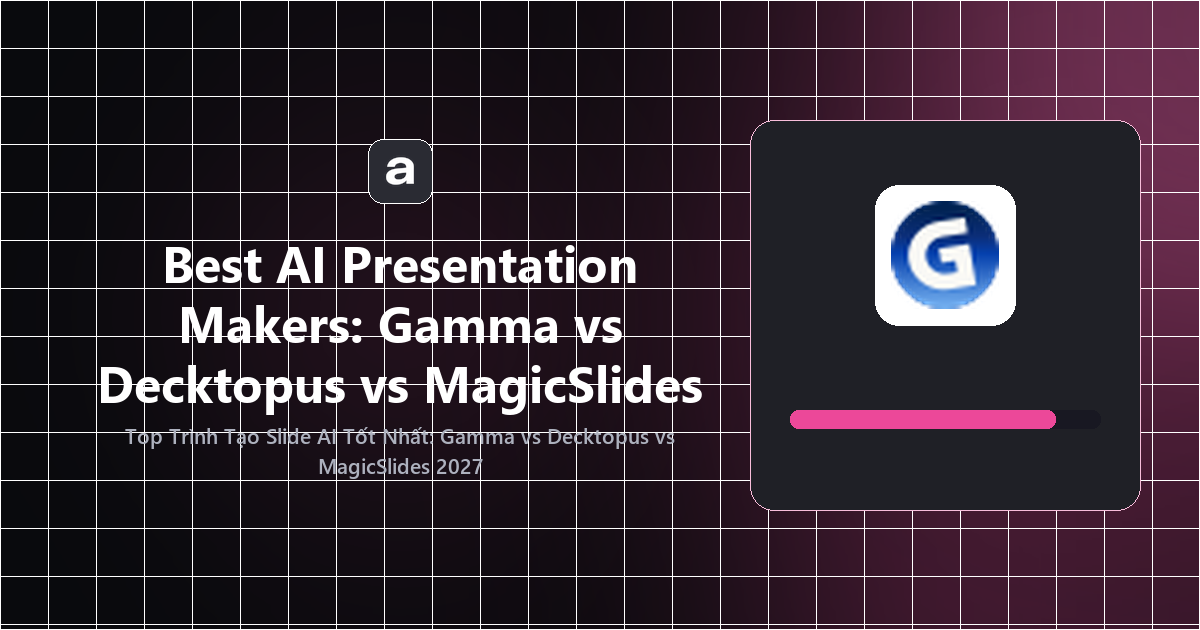 a
Best AI Presentation
Makers: Gamma vs
Decktopus vs MagicSlides
Top Trình Tạo Slide AI Tốt Nhất: Gamma vs Decktopus vs
MagicSlides 2027
G